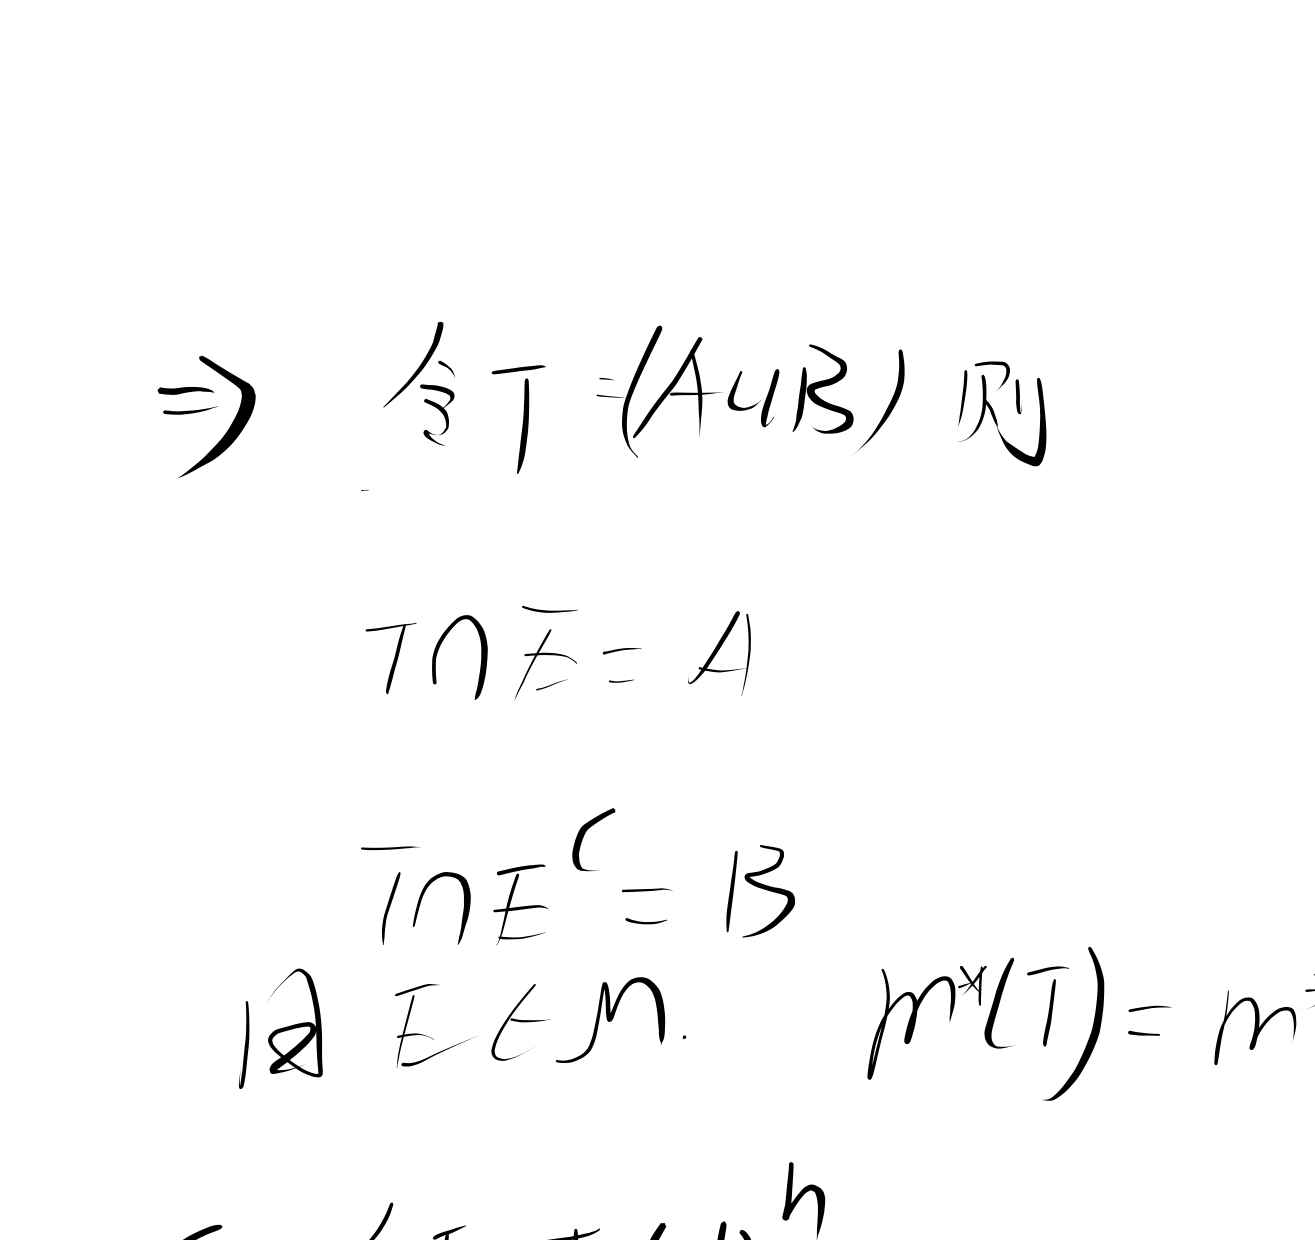 ⇒ 令T=(A∪B) 则
T∩E=A
T∩E^c=B
因 E∈M. m*(T)=m*